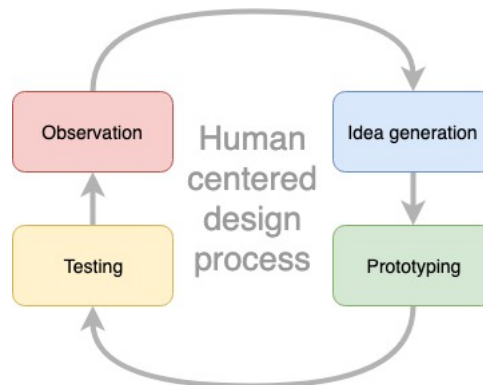 Observation
Idea generation
Human
centered
design
process
Testing
Prototyping